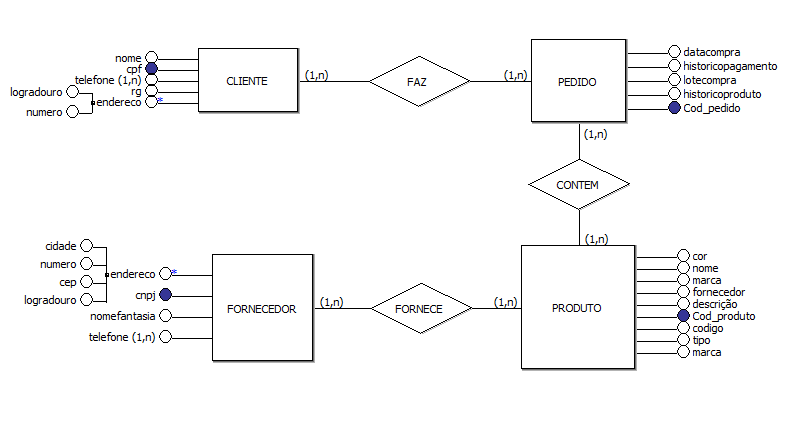 nome
cpf
telefone (1,n)
rg
endereco *
logradouro
numero
CLIENTE
(1,n)
FAZ
(1,n)
PEDIDO
datacompra
historicopagamento
lotecompra
historicoproduto
Cod_pedido
(1,n)
CONTEM
(1,n)
cidade
numero
cep
logradouro
endereco *
cnpj
nomefantasia
telefone (1,n)
FORNECEDOR
(1,n)
FORNECE
(1,n)
PRODUTO
cor
nome
marca
fornecedor
descrição
Cod_produto
codigo
tipo
marca